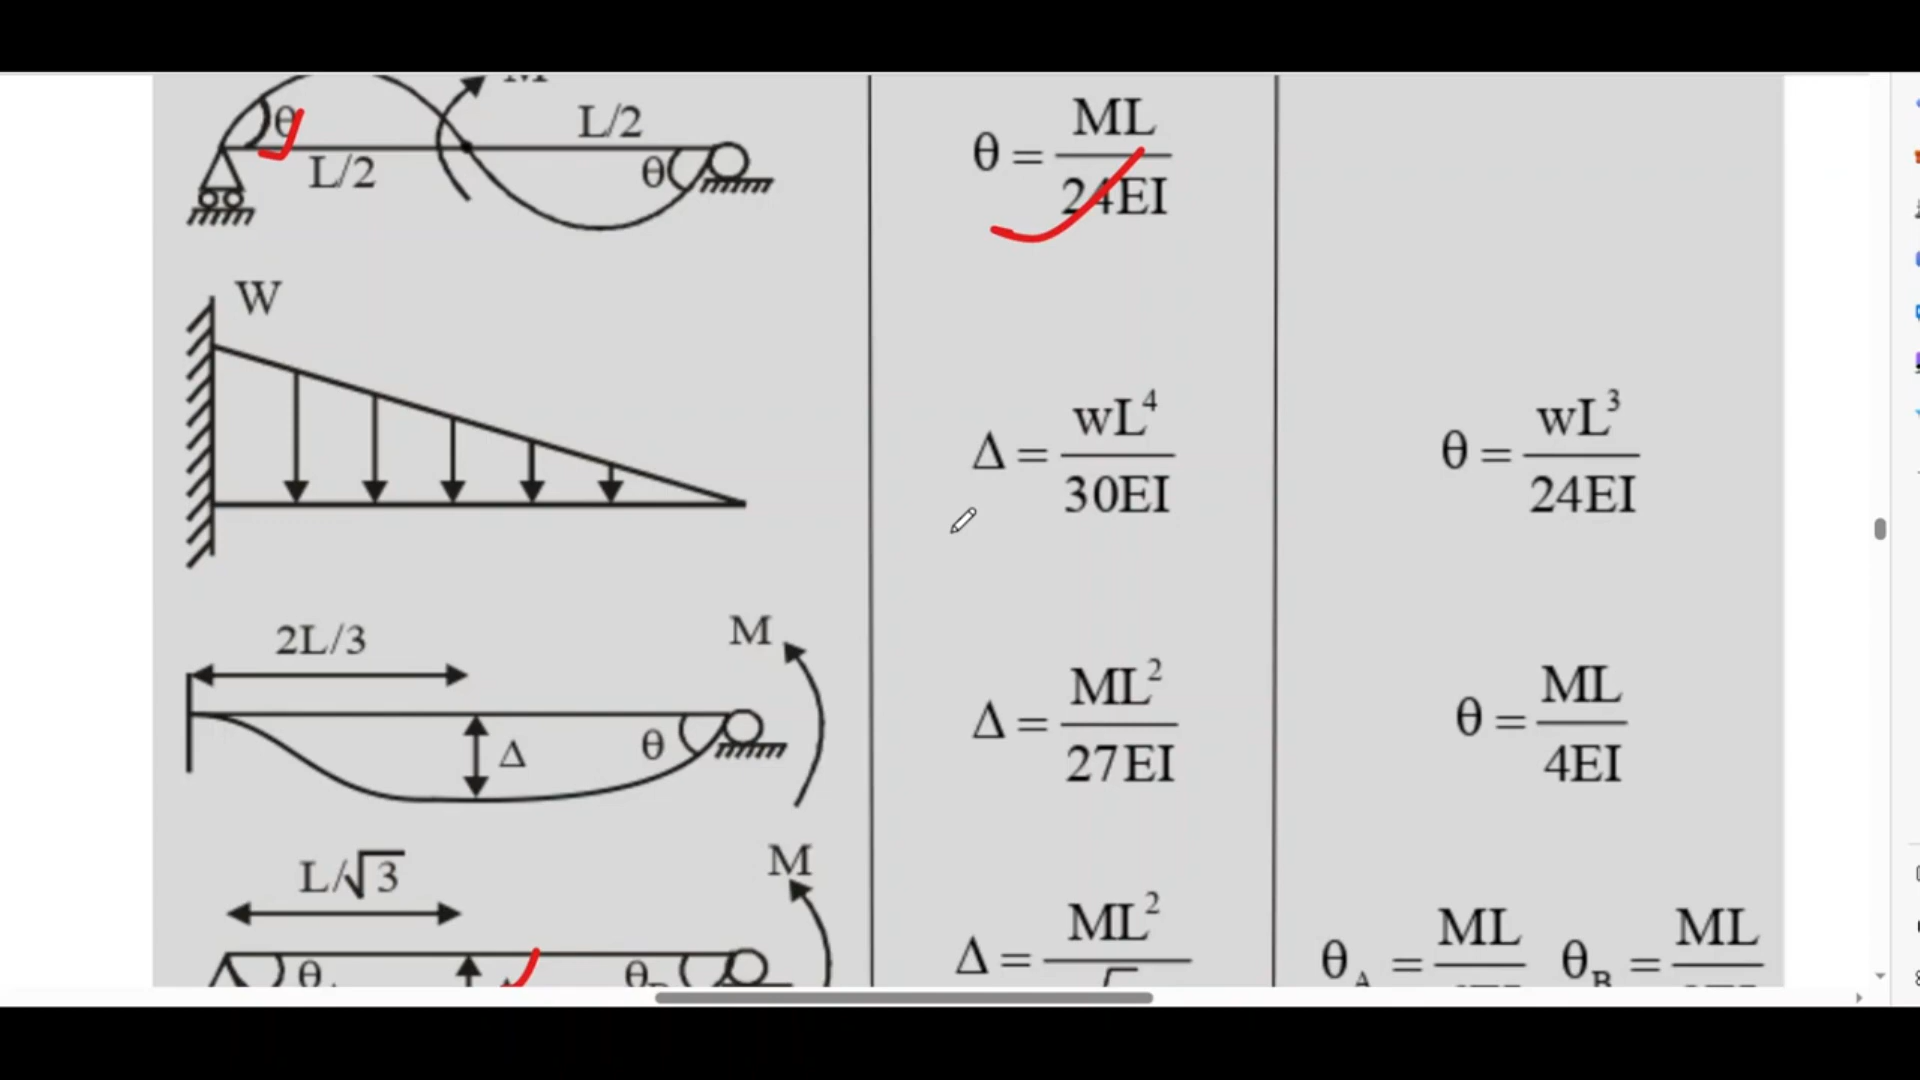 M
θ
L/2
L/2
θ
θ = ML / 24EI
W
Δ = wL⁴ / 30EI
θ = wL³ / 24EI
2L/3
M
Δ
θ
Δ = ML² / 27EI
θ = ML / 4EI
L/√3
M
θ
θ
Δ = ML² / √
θ_A = ML
θ_B = ML